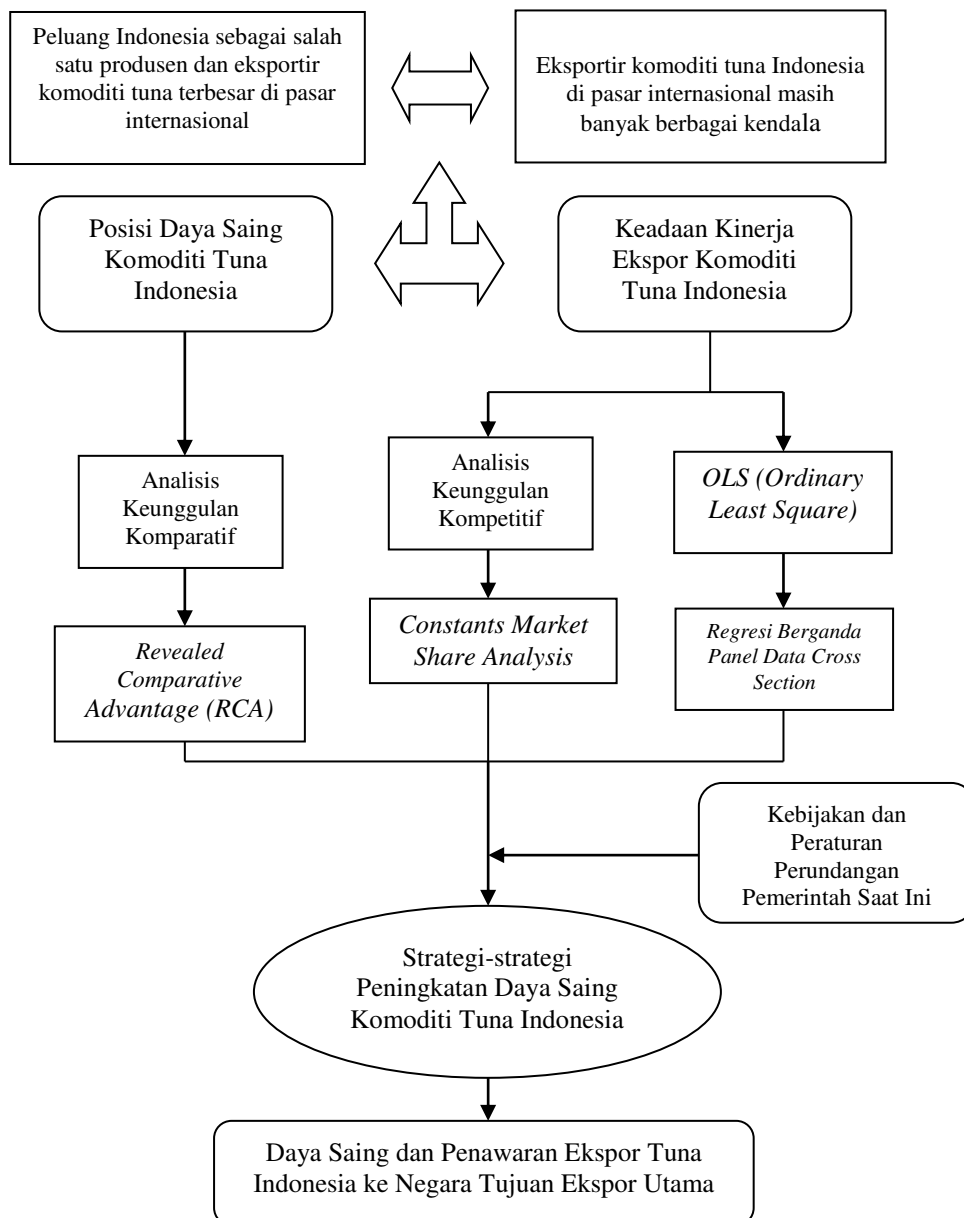 Peluang Indonesia sebagai salah
satu produsen dan eksportir
komoditi tuna terbesar di pasar
internasional
Eksportir komoditi tuna Indonesia
di pasar internasional masih
banyak berbagai kendala
Posisi Daya Saing
Komoditi Tuna
Indonesia
Keadaan Kinerja
Ekspor Komoditi
Tuna Indonesia
Analisis
Keunggulan
Komparatif
Analisis
Keunggulan
Kompetitif
OLS (Ordinary
Least Square)
Revealed
Comparative
Advantage (RCA)
Constants Market
Share Analysis
Regresi Berganda
Panel Data Cross
Section
Kebijakan dan
Peraturan
Perundangan
Pemerintah Saat Ini
Strategi-strategi
Peningkatan Daya Saing
Komoditi Tuna Indonesia
Daya Saing dan Penawaran Ekspor Tuna
Indonesia ke Negara Tujuan Ekspor Utama